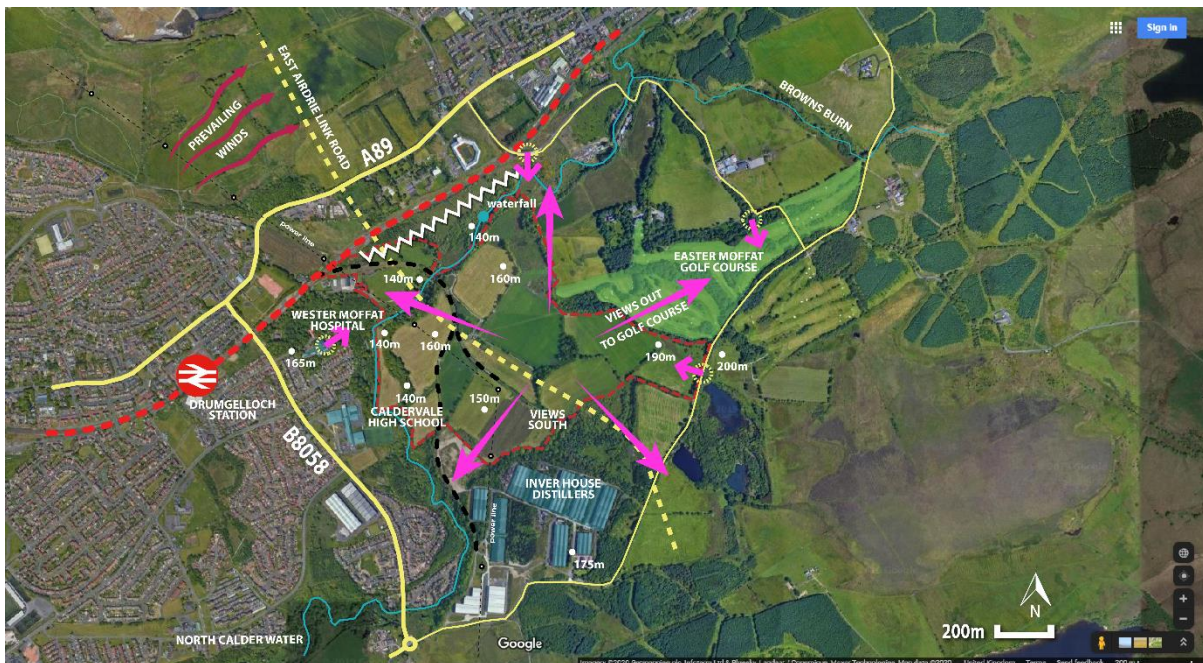 Sign in
EAST AIRDRIE LINK ROAD
PREVAILING
WINDS
A89
BROWNS BURN
waterfall
power line
140m
160m
EASTER MOFFAT
GOLF COURSE
140m
VIEWS OUT
TO GOLF COURSE
WESTER MOFFAT
HOSPITAL
140m
160m
165m
190m
200m
DRUMGELLOCH
STATION
140m
CALDERVALE
HIGH SCHOOL
150m
VIEWS
SOUTH
B8058
INVER HOUSE
DISTILLERS
power line
175m
N
200m
NORTH CALDER WATER
Google